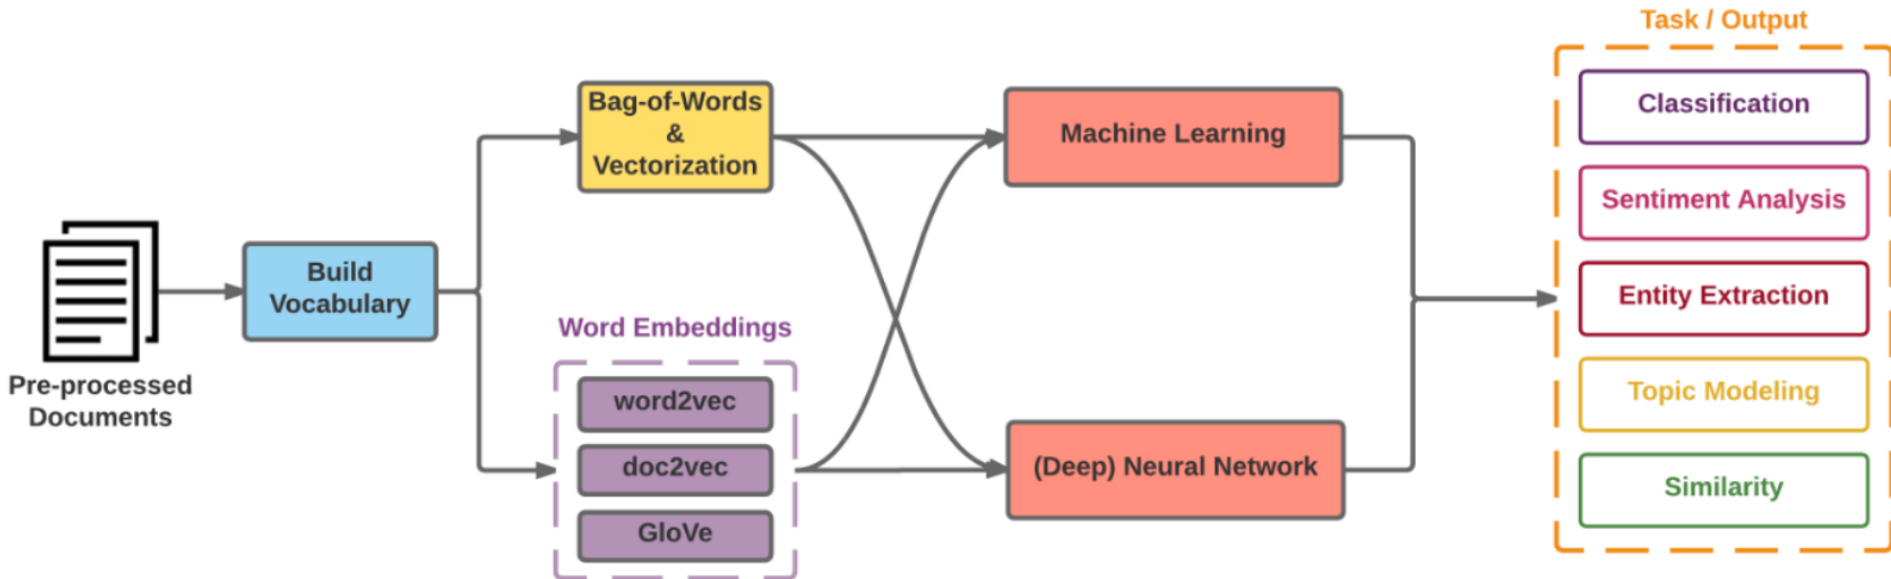 Pre-processed
Documents
Build
Vocabulary
Bag-of-Words
&
Vectorization
Word Embeddings
word2vec
doc2vec
GloVe
Machine Learning
(Deep) Neural Network
Task / Output
Classification
Sentiment Analysis
Entity Extraction
Topic Modeling
Similarity